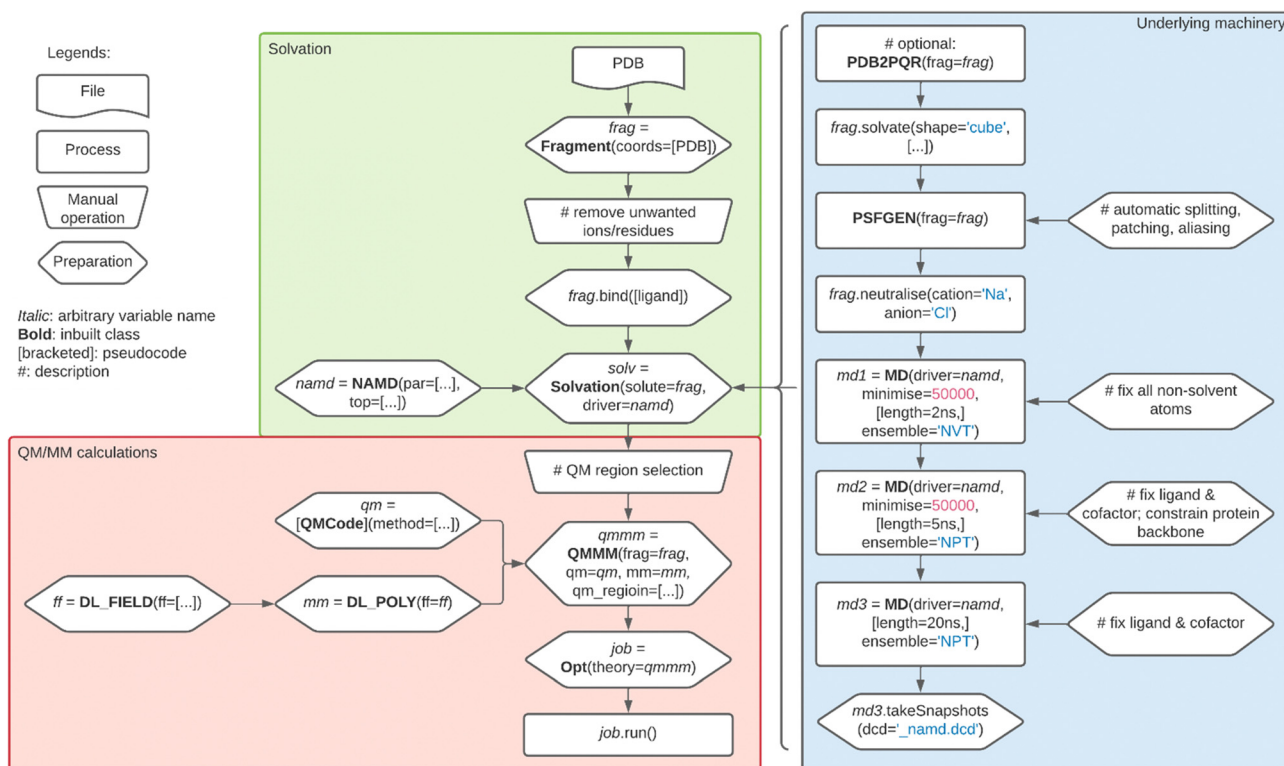 Legends:
File
Process
Manual
operation
Preparation
Italic: arbitrary variable name
Bold: inbuilt class
[bracketed]: pseudocode
#: description
Solvation
PDB
frag =
Fragment(coords=[PDB])
# remove unwanted
ions/residues
frag.bind([ligand])
namd = NAMD(par=[...],
top=[...])
solv =
Solvation(solute=frag,
driver=namd)
QM/MM calculations
# QM region selection
qm =
[QMCode](method=[...])
ff = DL_FIELD(ff=[...])
mm = DL_POLY(ff=ff)
qmmm =
QMMM(frag=frag,
qm=qm, mm=mm,
qm_regioin=[...])
job =
Opt(theory=qmmm)
job.run()
Underlying machinery
# optional:
PDB2PQR(frag=frag)
frag.solvate(shape='cube',
[...])
PSFGEN(frag=frag)
# automatic splitting,
patching, aliasing
frag.neutralise(cation='Na',
anion='Cl')
md1 = MD(driver=namd,
minimise=50000,
[length=2ns,]
ensemble='NVT')
# fix all non-solvent
atoms
md2 = MD(driver=namd,
minimise=50000,
[length=5ns,]
ensemble='NPT')
# fix ligand &
cofactor; constrain protein
backbone
md3 = MD(driver=namd,
[length=20ns,]
ensemble='NPT')
# fix ligand & cofactor
md3.takeSnapshots
(dcd='_namd.dcd')